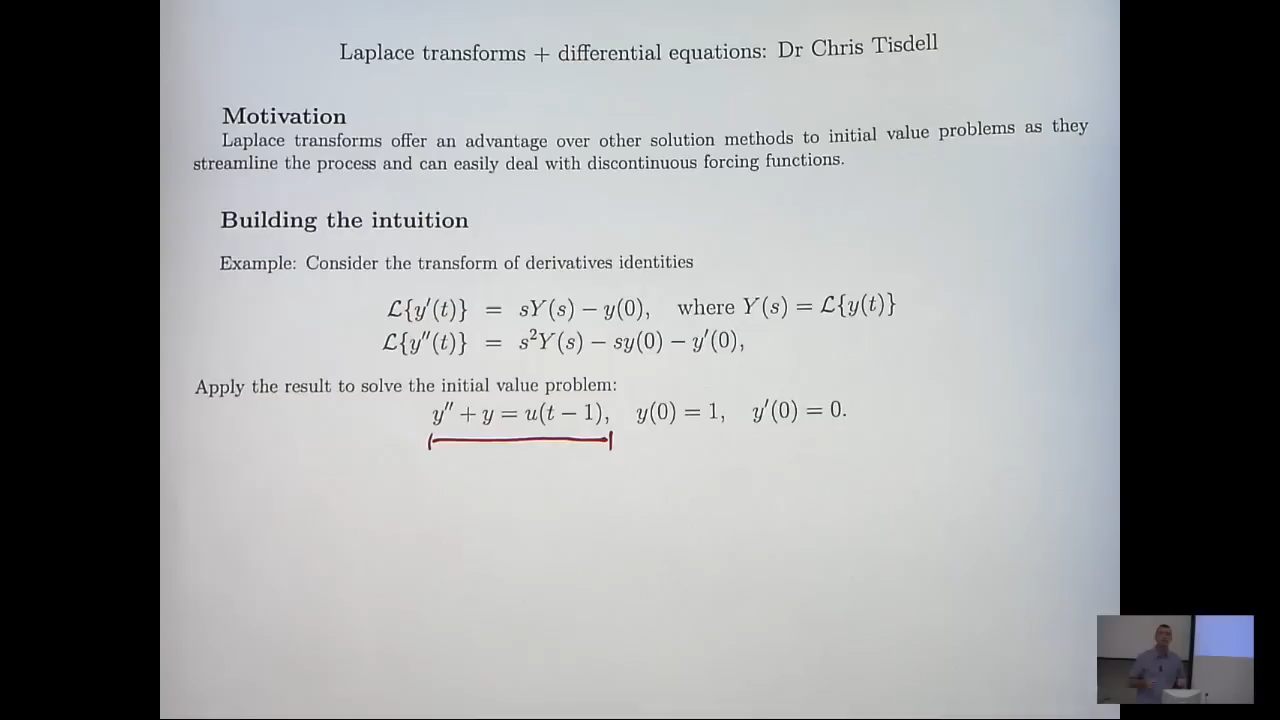 Laplace transforms + differential equations: Dr Chris Tisdell
Motivation
Laplace transforms offer an advantage over other solution methods to initial value problems as they
streamline the process and can easily deal with discontinuous forcing functions.
Building the intuition
Example: Consider the transform of derivatives identities
ℒ{y′(t)} = sY(s) − y(0), where Y(s) = ℒ{y(t)}
ℒ{y″(t)} = s²Y(s) − sy(0) − y′(0),
Apply the result to solve the initial value problem:
y″ + y = u(t − 1), y(0) = 1, y′(0) = 0.